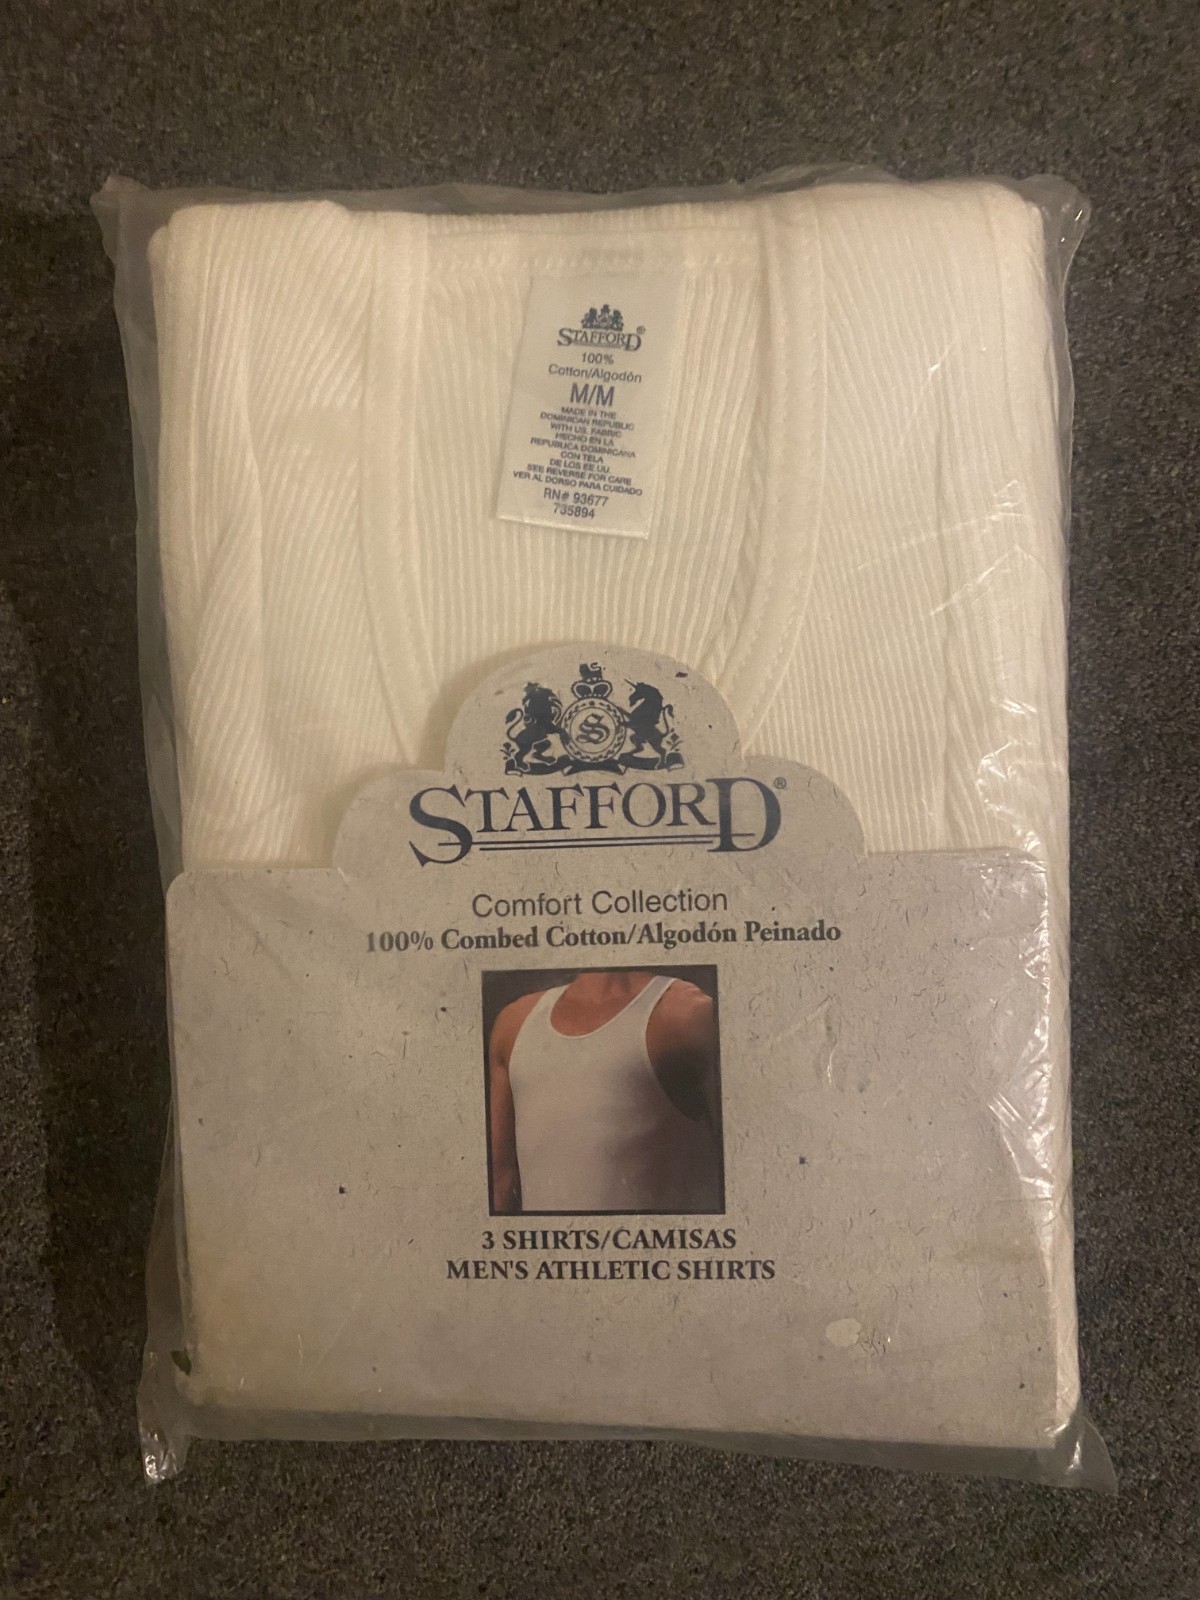 STAFFORD®
100%
Cotton/Algodón
M/M
MADE IN THE
DOMINICAN REPUBLIC
WITH U.S. FABRIC
HECHO EN LA
REPUBLICA DOMINICANA
CON TELA
DE LOS EE.UU.
SEE REVERSE FOR CARE
VER AL DORSO PARA CUIDADO
RN# 93677
735894
S
STAFFORD®
Comfort Collection
100% Combed Cotton/Algodón Peinado
3 SHIRTS/CAMISAS
MEN'S ATHLETIC SHIRTS